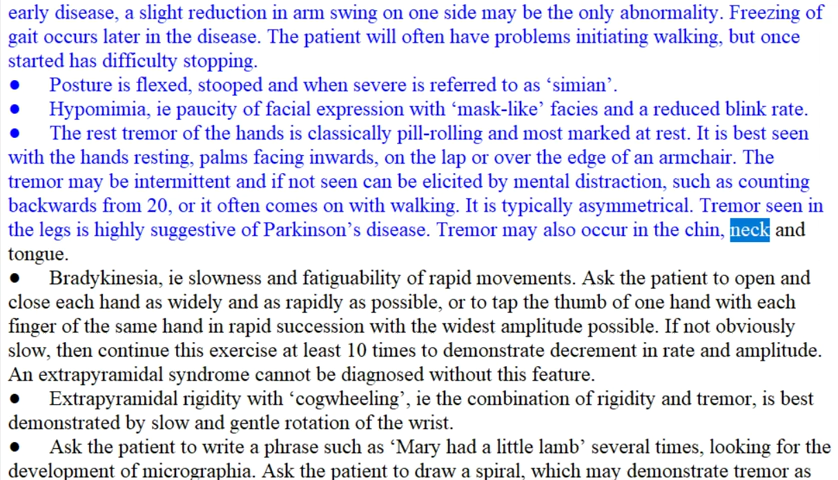 early disease, a slight reduction in arm swing on one side may be the only abnormality. Freezing of
gait occurs later in the disease. The patient will often have problems initiating walking, but once
started has difficulty stopping.
● Posture is flexed, stooped and when severe is referred to as ‘simian’.
● Hypomimia, ie paucity of facial expression with ‘mask-like’ facies and a reduced blink rate.
● The rest tremor of the hands is classically pill-rolling and most marked at rest. It is best seen
with the hands resting, palms facing inwards, on the lap or over the edge of an armchair. The
tremor may be intermittent and if not seen can be elicited by mental distraction, such as counting
backwards from 20, or it often comes on with walking. It is typically asymmetrical. Tremor seen in
the legs is highly suggestive of Parkinson’s disease. Tremor may also occur in the chin, neck and
tongue.
● Bradykinesia, ie slowness and fatiguability of rapid movements. Ask the patient to open and
close each hand as widely and as rapidly as possible, or to tap the thumb of one hand with each
finger of the same hand in rapid succession with the widest amplitude possible. If not obviously
slow, then continue this exercise at least 10 times to demonstrate decrement in rate and amplitude.
An extrapyramidal syndrome cannot be diagnosed without this feature.
● Extrapyramidal rigidity with ‘cogwheeling’, ie the combination of rigidity and tremor, is best
demonstrated by slow and gentle rotation of the wrist.
● Ask the patient to write a phrase such as ‘Mary had a little lamb’ several times, looking for the
development of micrographia. Ask the patient to draw a spiral, which may demonstrate tremor as